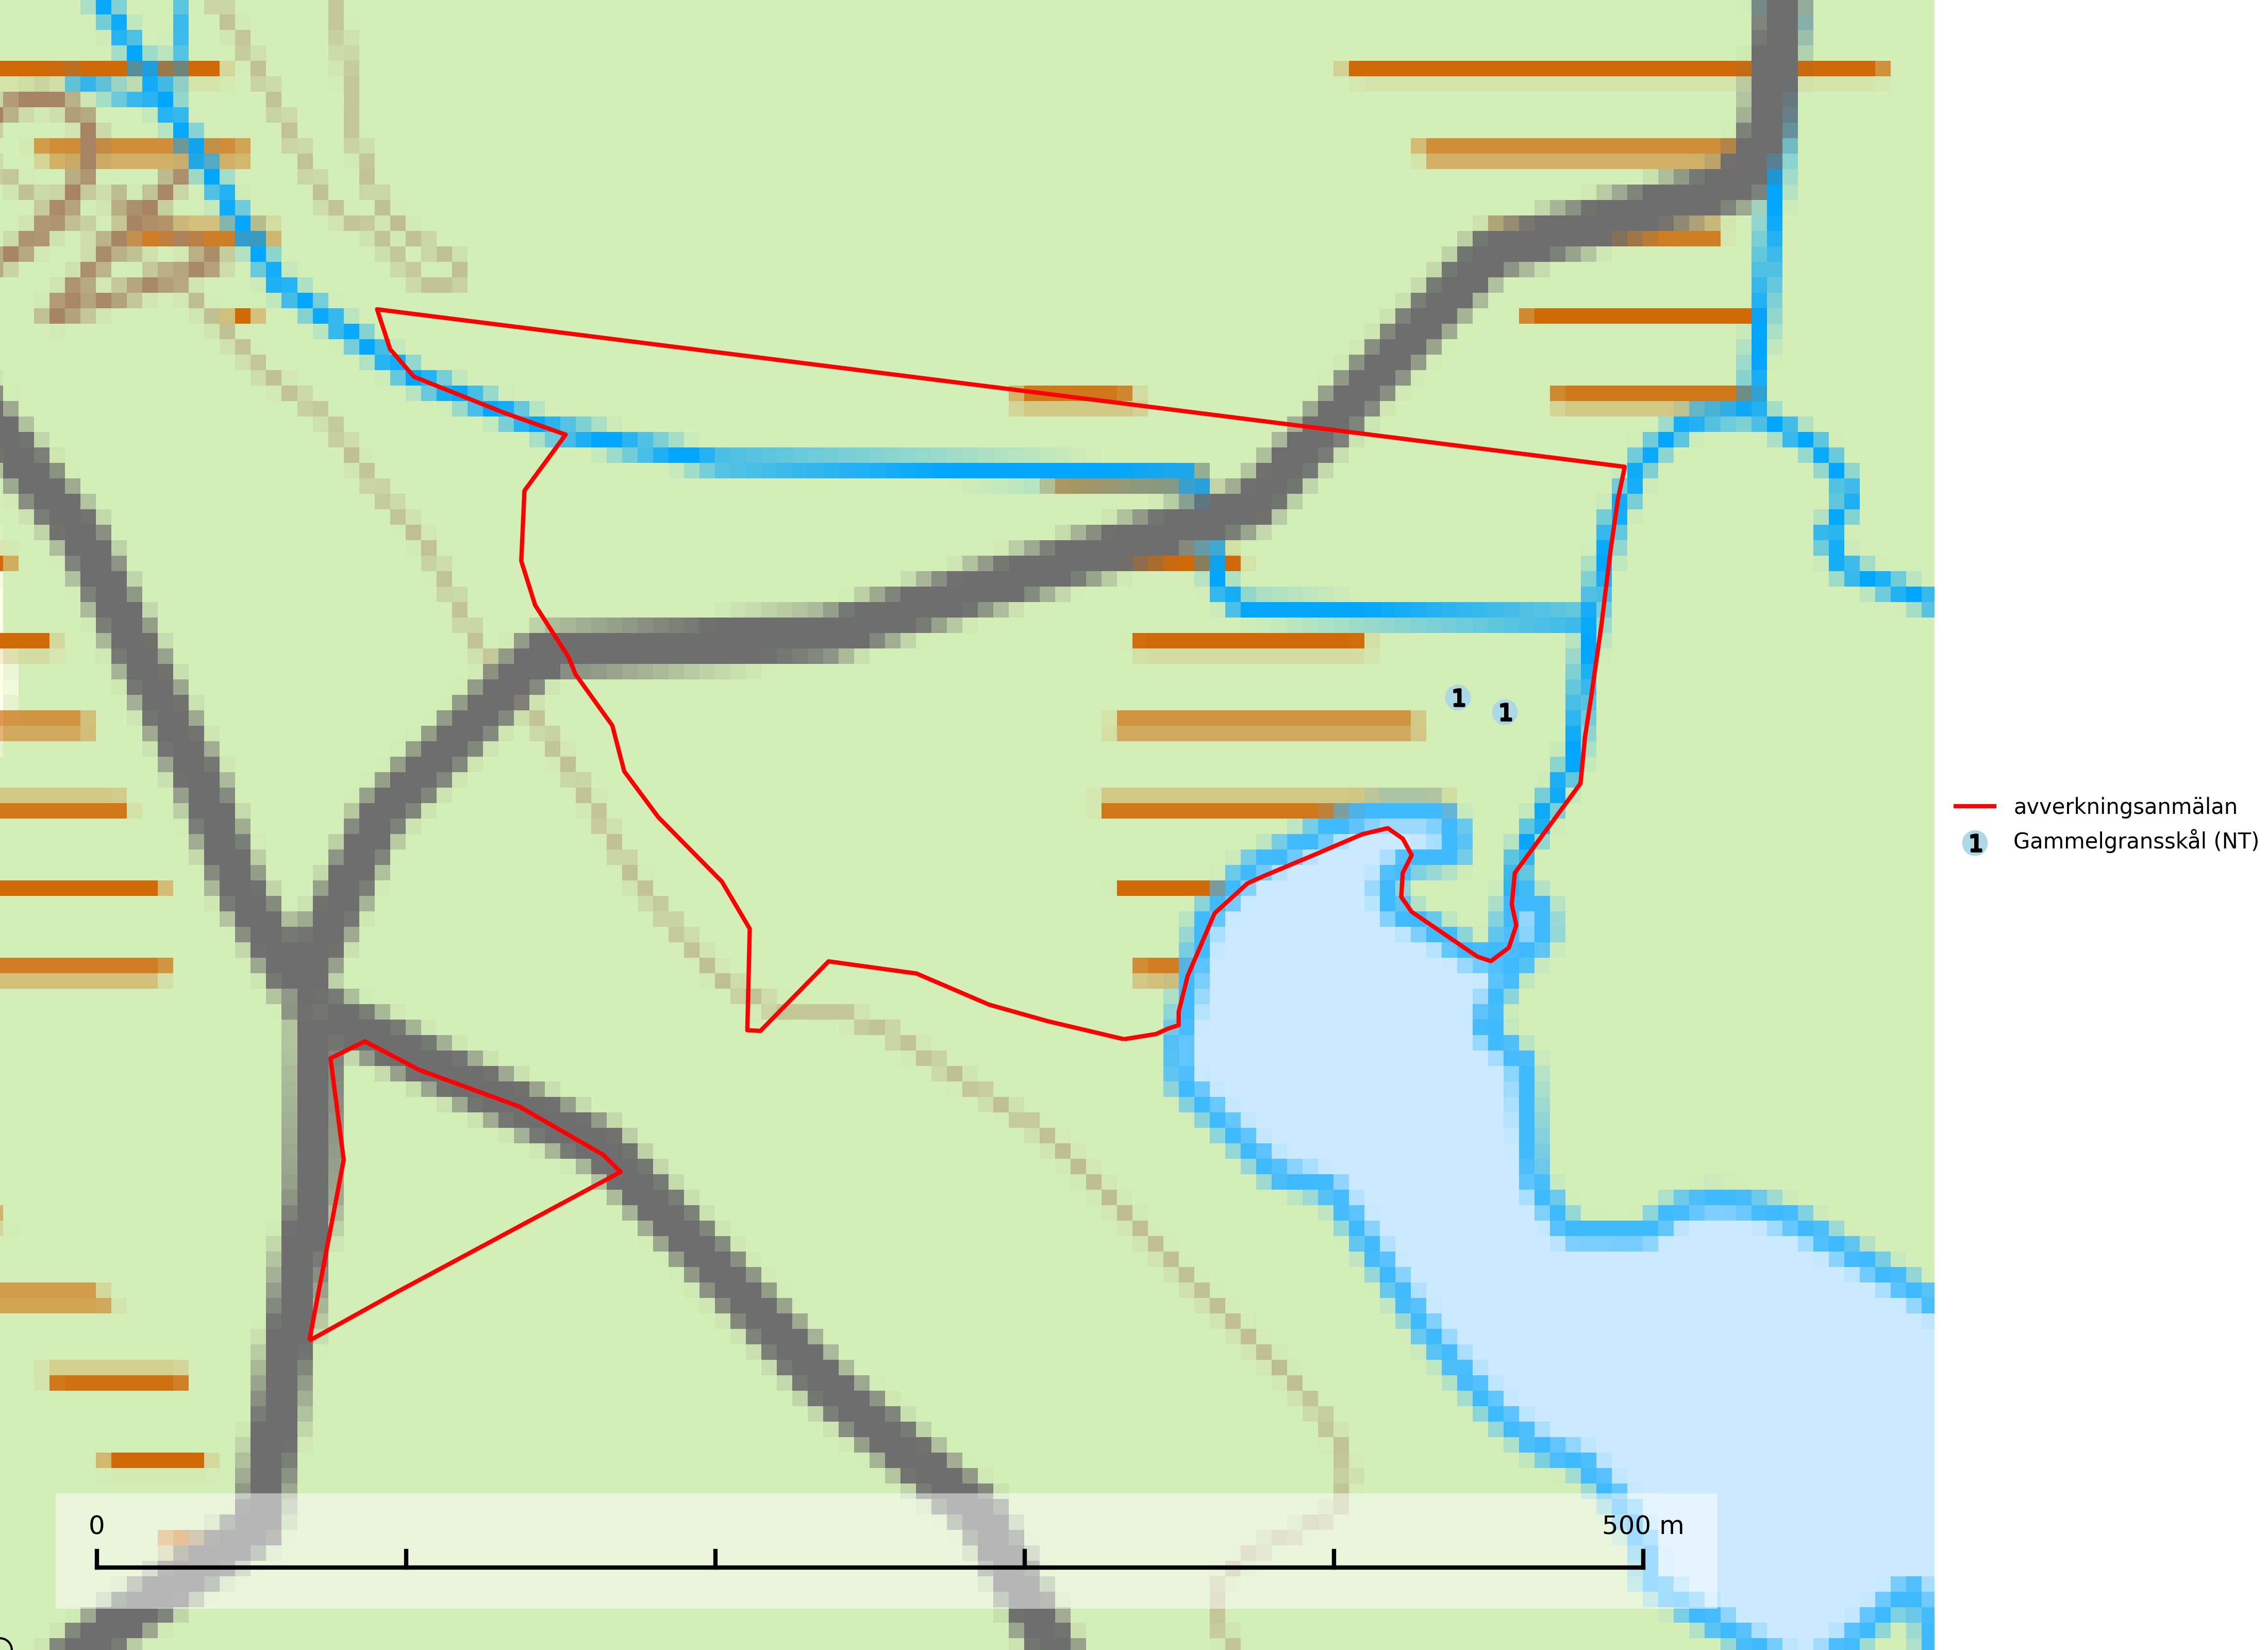 1
1
avverkningsanmälan
1 Gammelgransskål (NT)
0 500 m